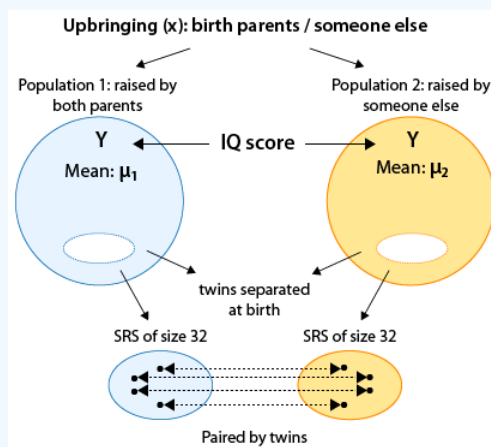 Upbringing (x): birth parents / someone else
Population 1: raised by
both parents
Population 2: raised by
someone else
Y
IQ score
Y
Mean: μ₁
Mean: μ₂
twins separated
at birth
SRS of size 32
SRS of size 32
Paired by twins